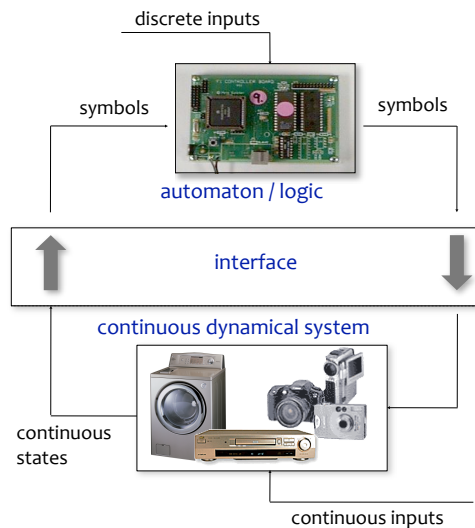 discrete inputs
symbols
symbols
automaton / logic
interface
continuous dynamical system
continuous
states
continuous inputs